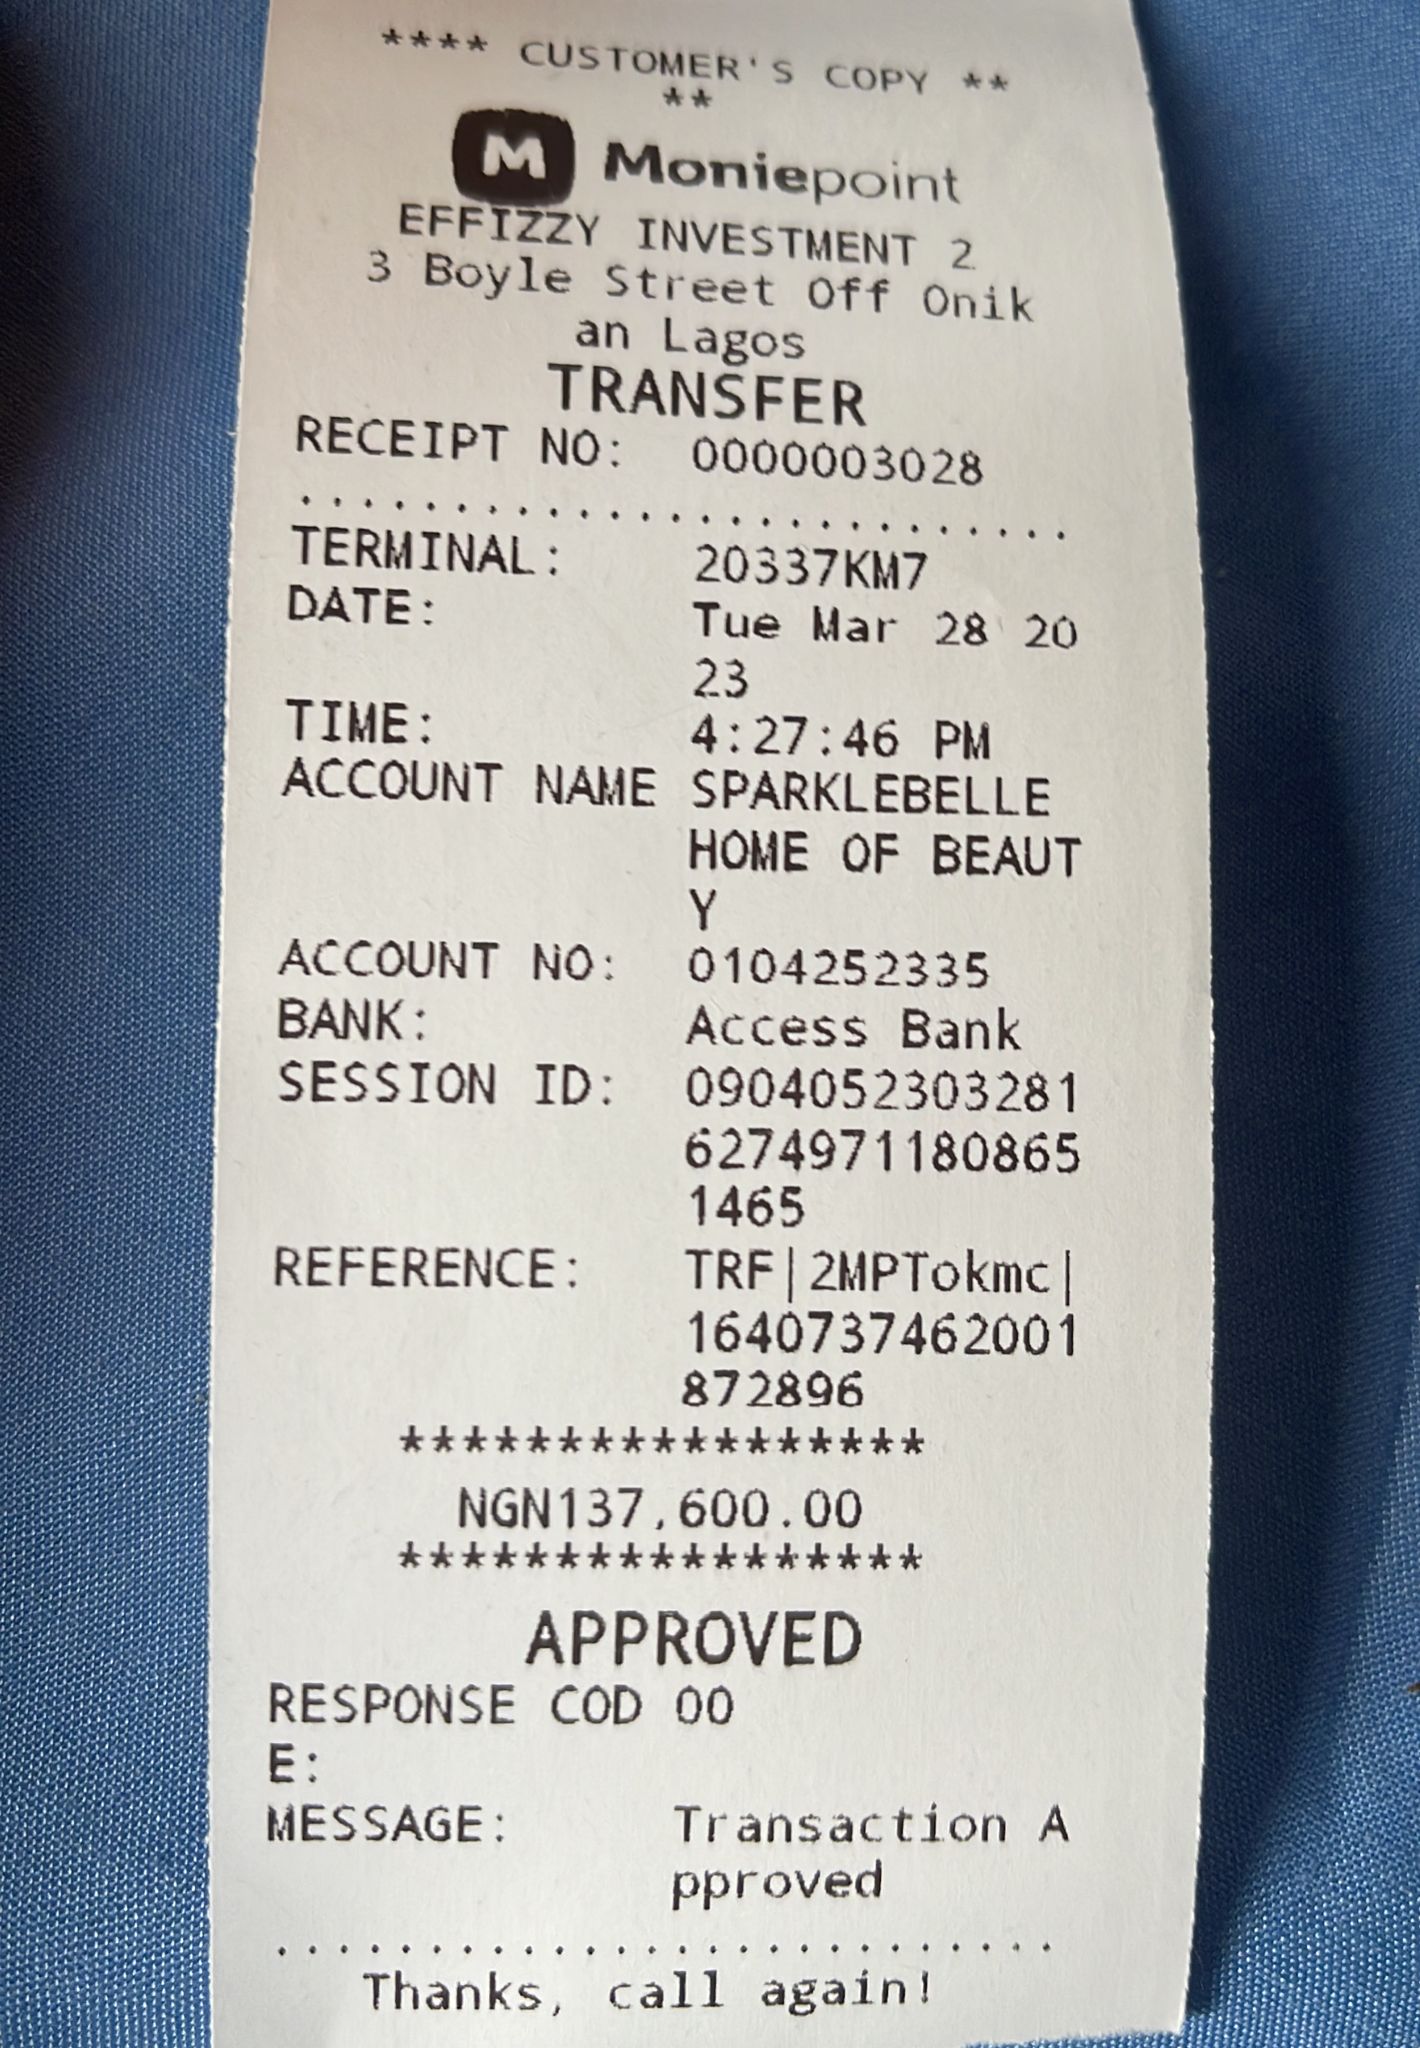 **** CUSTOMER'S COPY **
**
M Moniepoint
EFFIZZY INVESTMENT 2
3 Boyle Street Off Onik
an Lagos
TRANSFER
RECEIPT NO: 0000003028
.........................
TERMINAL: 20337KM7
DATE: Tue Mar 28 20
23
TIME: 4:27:46 PM
ACCOUNT NAME SPARKLEBELLE
HOME OF BEAUT
Y
ACCOUNT NO: 0104252335
BANK: Access Bank
SESSION ID: 0904052303281
6274971180865
1465
REFERENCE: TRF|2MPTokmc|
1640737462001
872896
*****************
NGN137,600.00
*****************
APPROVED
RESPONSE COD 00
E:
MESSAGE: Transaction A
pproved
.........................
Thanks, call again!